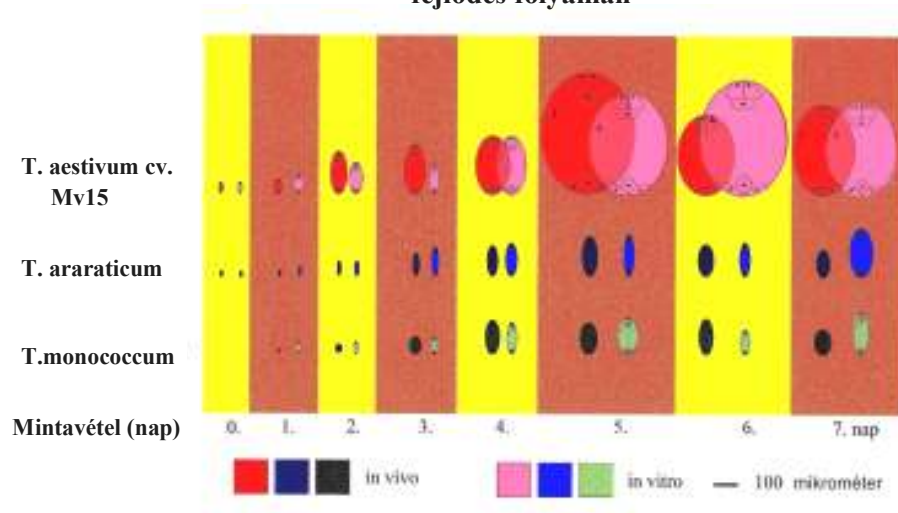 fejlődés folyamán
T. aestivum cv.
Mv15
T. araraticum
T.monococcum
Mintavétel (nap) 0. 1. 2. 3. 4. 5. 6. 7. nap
in vivo in vitro 100 mikrométer